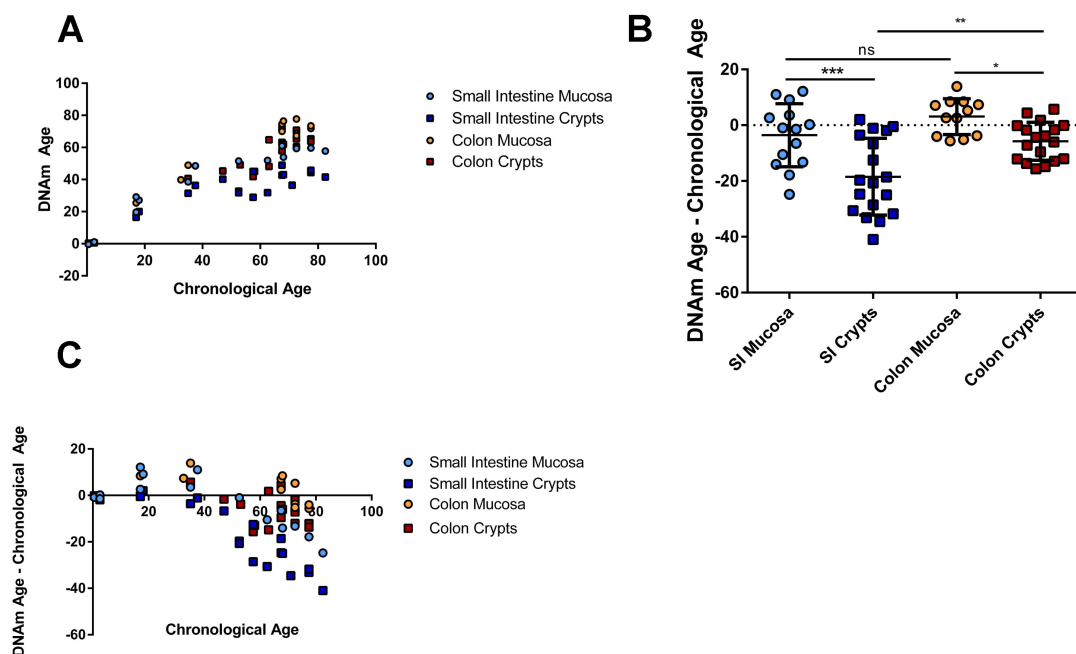 A
100
80
60
40
20
0
-20
20 40 60 80 100
DNAm Age
Chronological Age
Small Intestine Mucosa
Small Intestine Crypts
Colon Mucosa
Colon Crypts
B
**
ns
***
*
20
0
-20
-40
-60
DNAm Age - Chronological Age
SI Mucosa
SI Crypts
Colon Mucosa
Colon Crypts
C
20
0
-20
-40
-60
20 40 60 80 100
DNAm Age - Chronological Age
Chronological Age
Small Intestine Mucosa
Small Intestine Crypts
Colon Mucosa
Colon Crypts